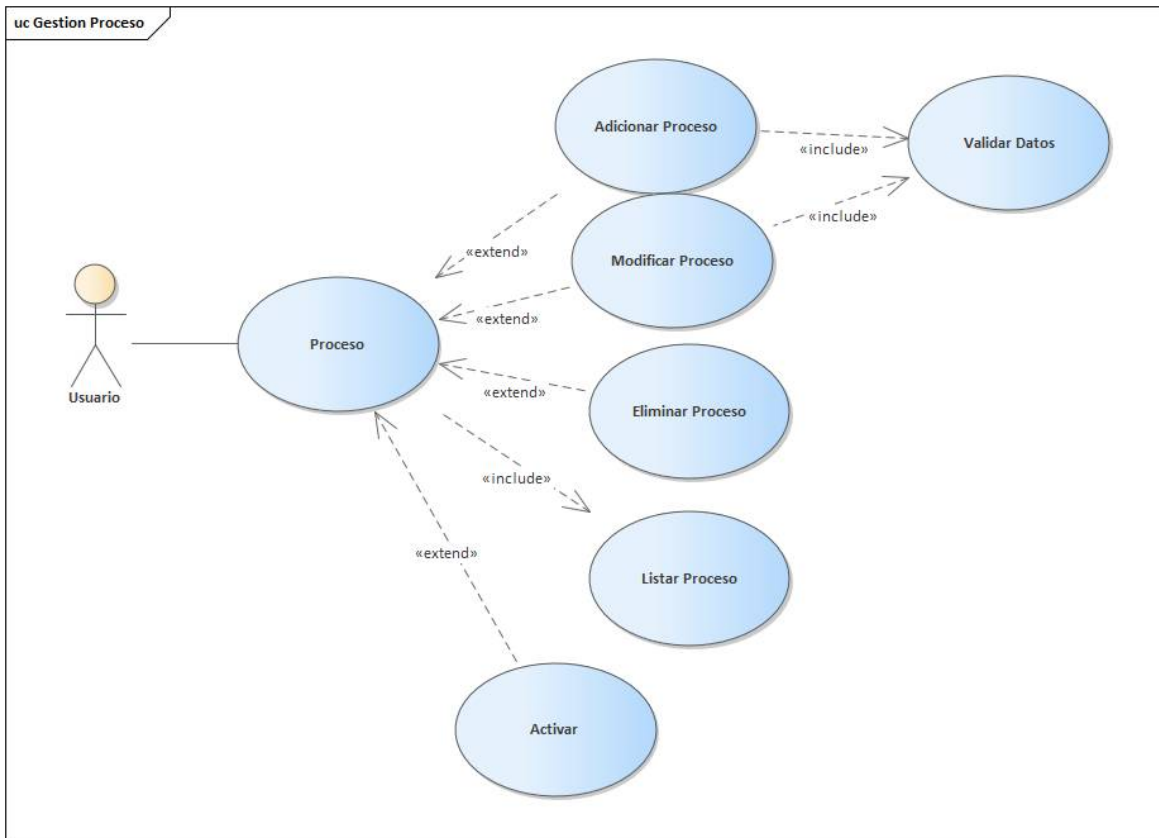 uc Gestion Proceso
Adicionar Proceso
Validar Datos
«include»
«include»
«extend»
Modificar Proceso
«extend»
Proceso
Usuario
«extend»
Eliminar Proceso
«include»
«extend»
Listar Proceso
Activar